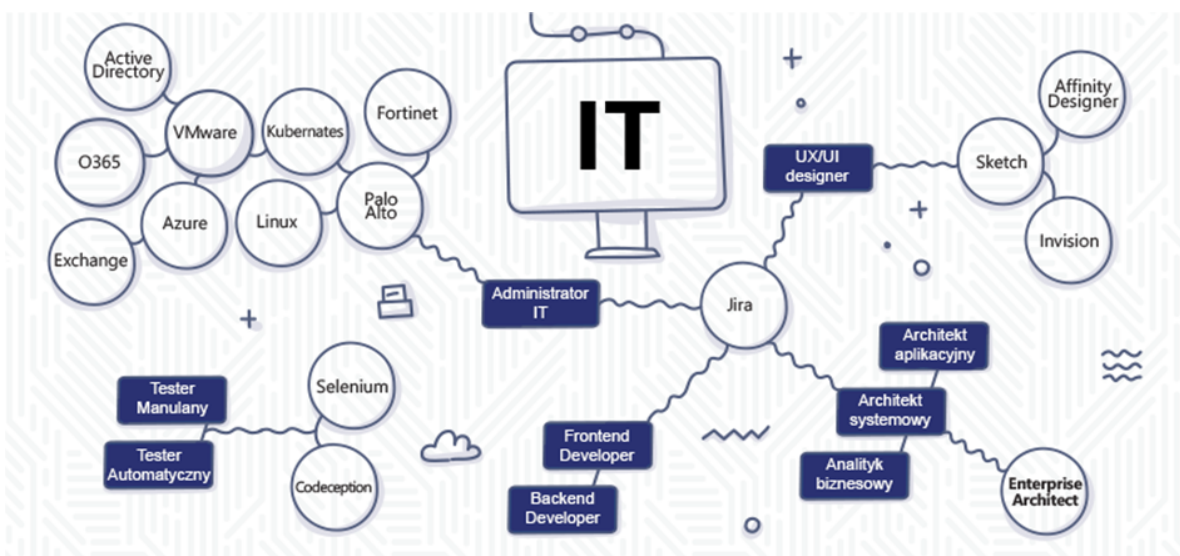 IT
Active
Directory
VMware
Kubernates
Fortinet
O365
Azure
Linux
Palo
Alto
Exchange
Administrator
IT
Jira
UX/UI
designer
Sketch
Affinity
Designer
Invision
Architekt
aplikacyjny
Architekt
systemowy
Analityk
biznesowy
Enterprise
Architect
Frontend
Developer
Backend
Developer
Tester
Manulany
Tester
Automatyczny
Selenium
Codeception